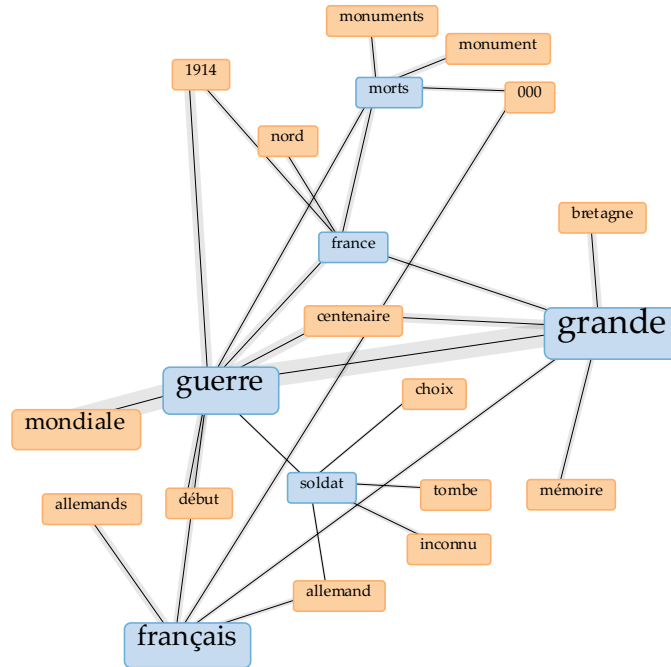 monuments
monument
1914
morts
000
nord
bretagne
france
centenaire
grande
guerre
choix
mondiale
soldat
tombe
mémoire
allemands
début
inconnu
allemand
français